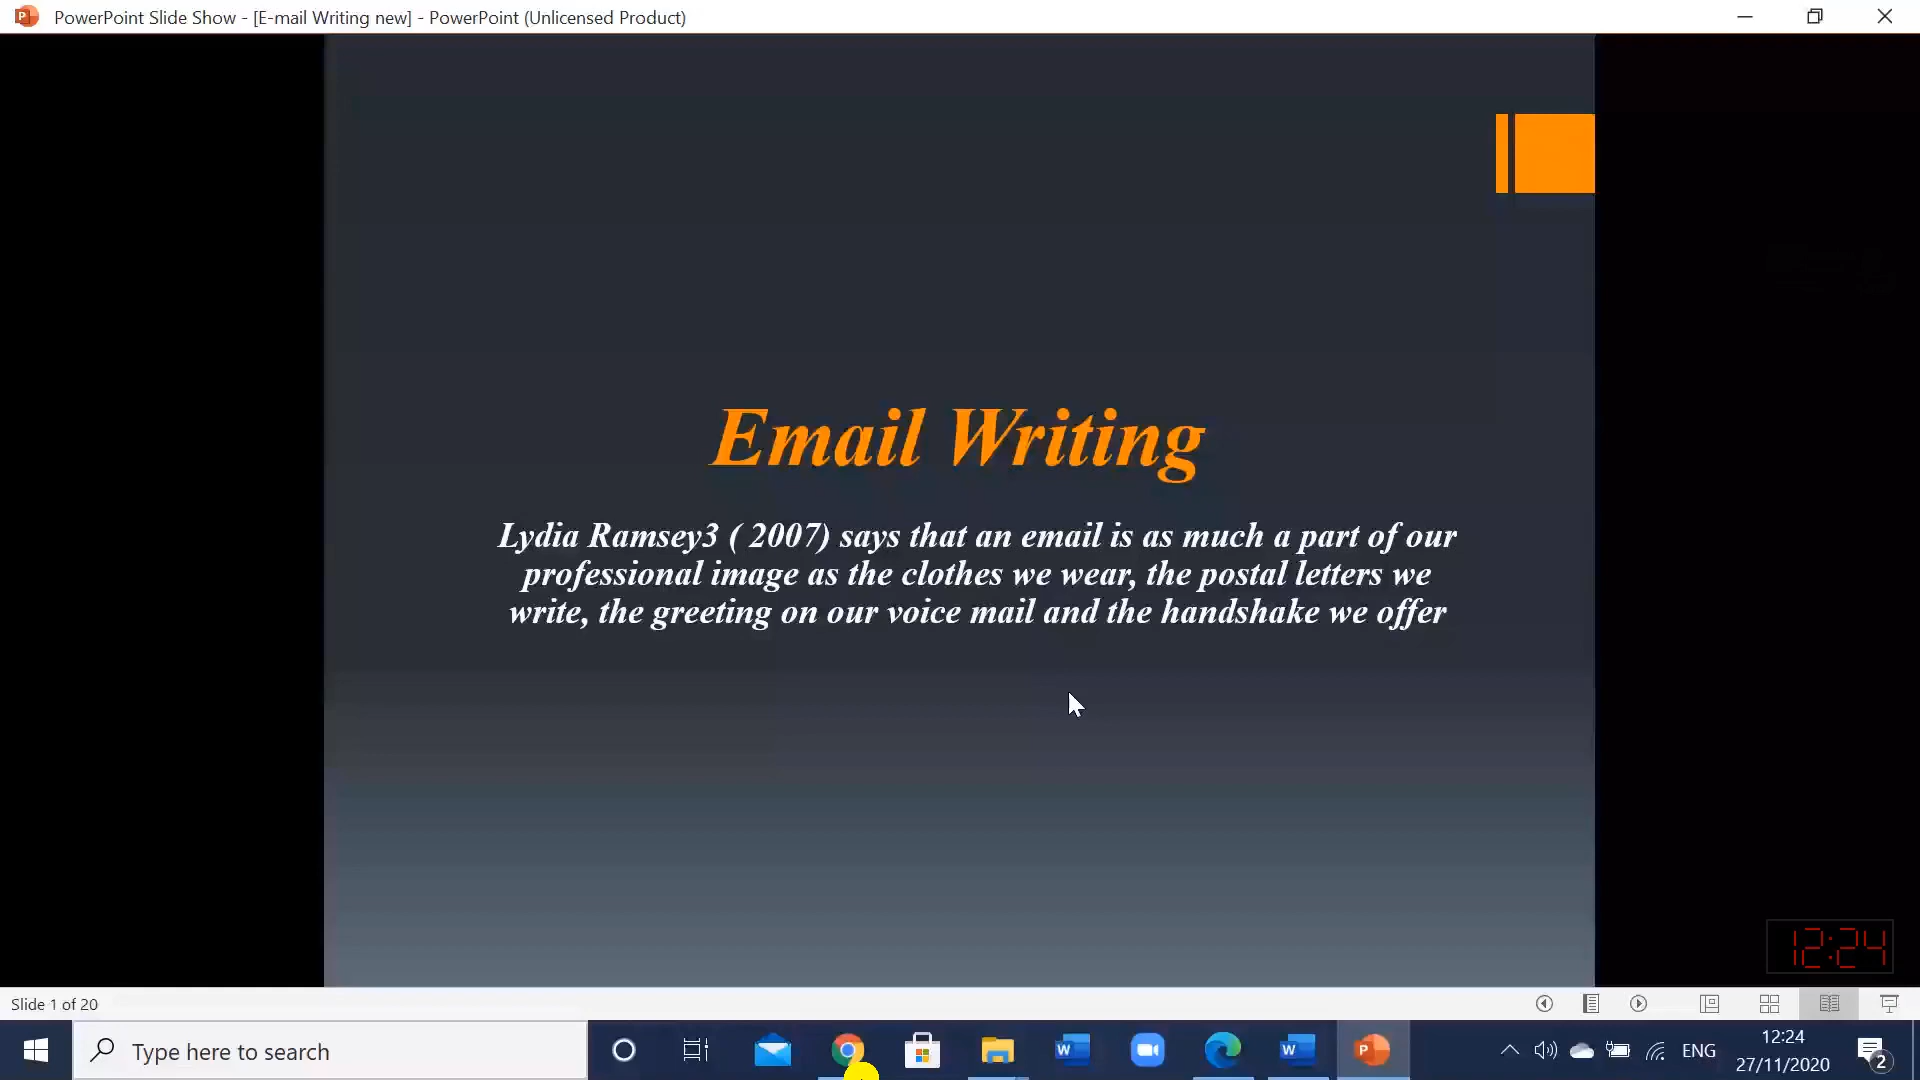 PowerPoint Slide Show - [E-mail Writing new] - PowerPoint (Unlicensed Product)
Email Writing
Lydia Ramsey3 ( 2007) says that an email is as much a part of our
professional image as the clothes we wear, the postal letters we
write, the greeting on our voice mail and the handshake we offer
12:24
Slide 1 of 20
Type here to search
ENG
12:24
27/11/2020
2